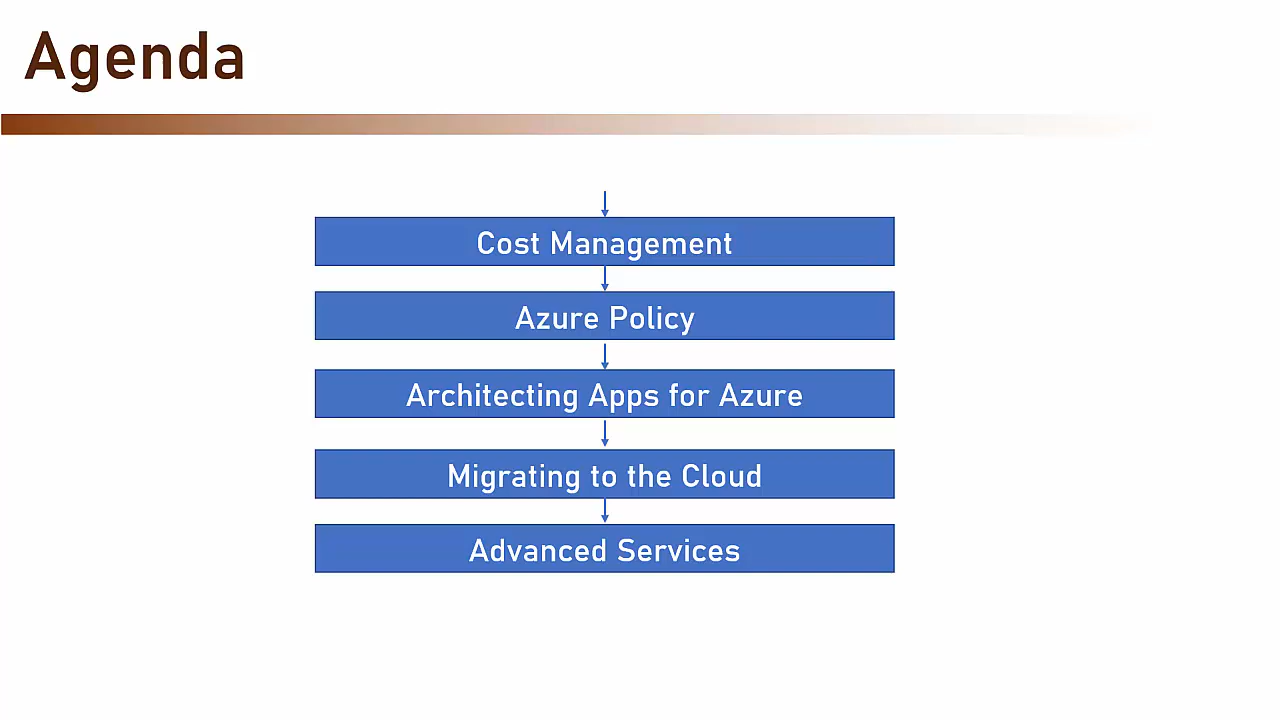 Agenda
Cost Management
Azure Policy
Architecting Apps for Azure
Migrating to the Cloud
Advanced Services